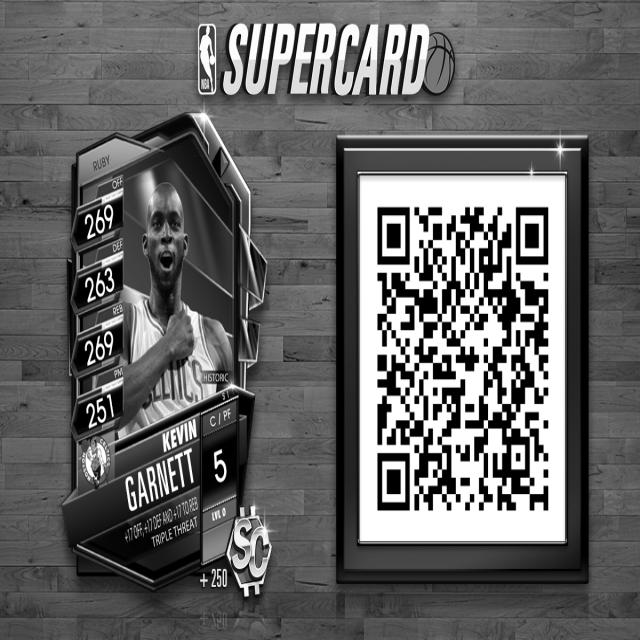 NBA
SUPERCARD
RUBY
OFF
269
DEF
263
REB
269
251
CELTICS
HISTORIC
C / PF
KEVIN
GARNETT
5
+17 OFF, +17 DEF AND +17 TO REB
TRIPLE THREAT
LVL 0
SC
+ 250